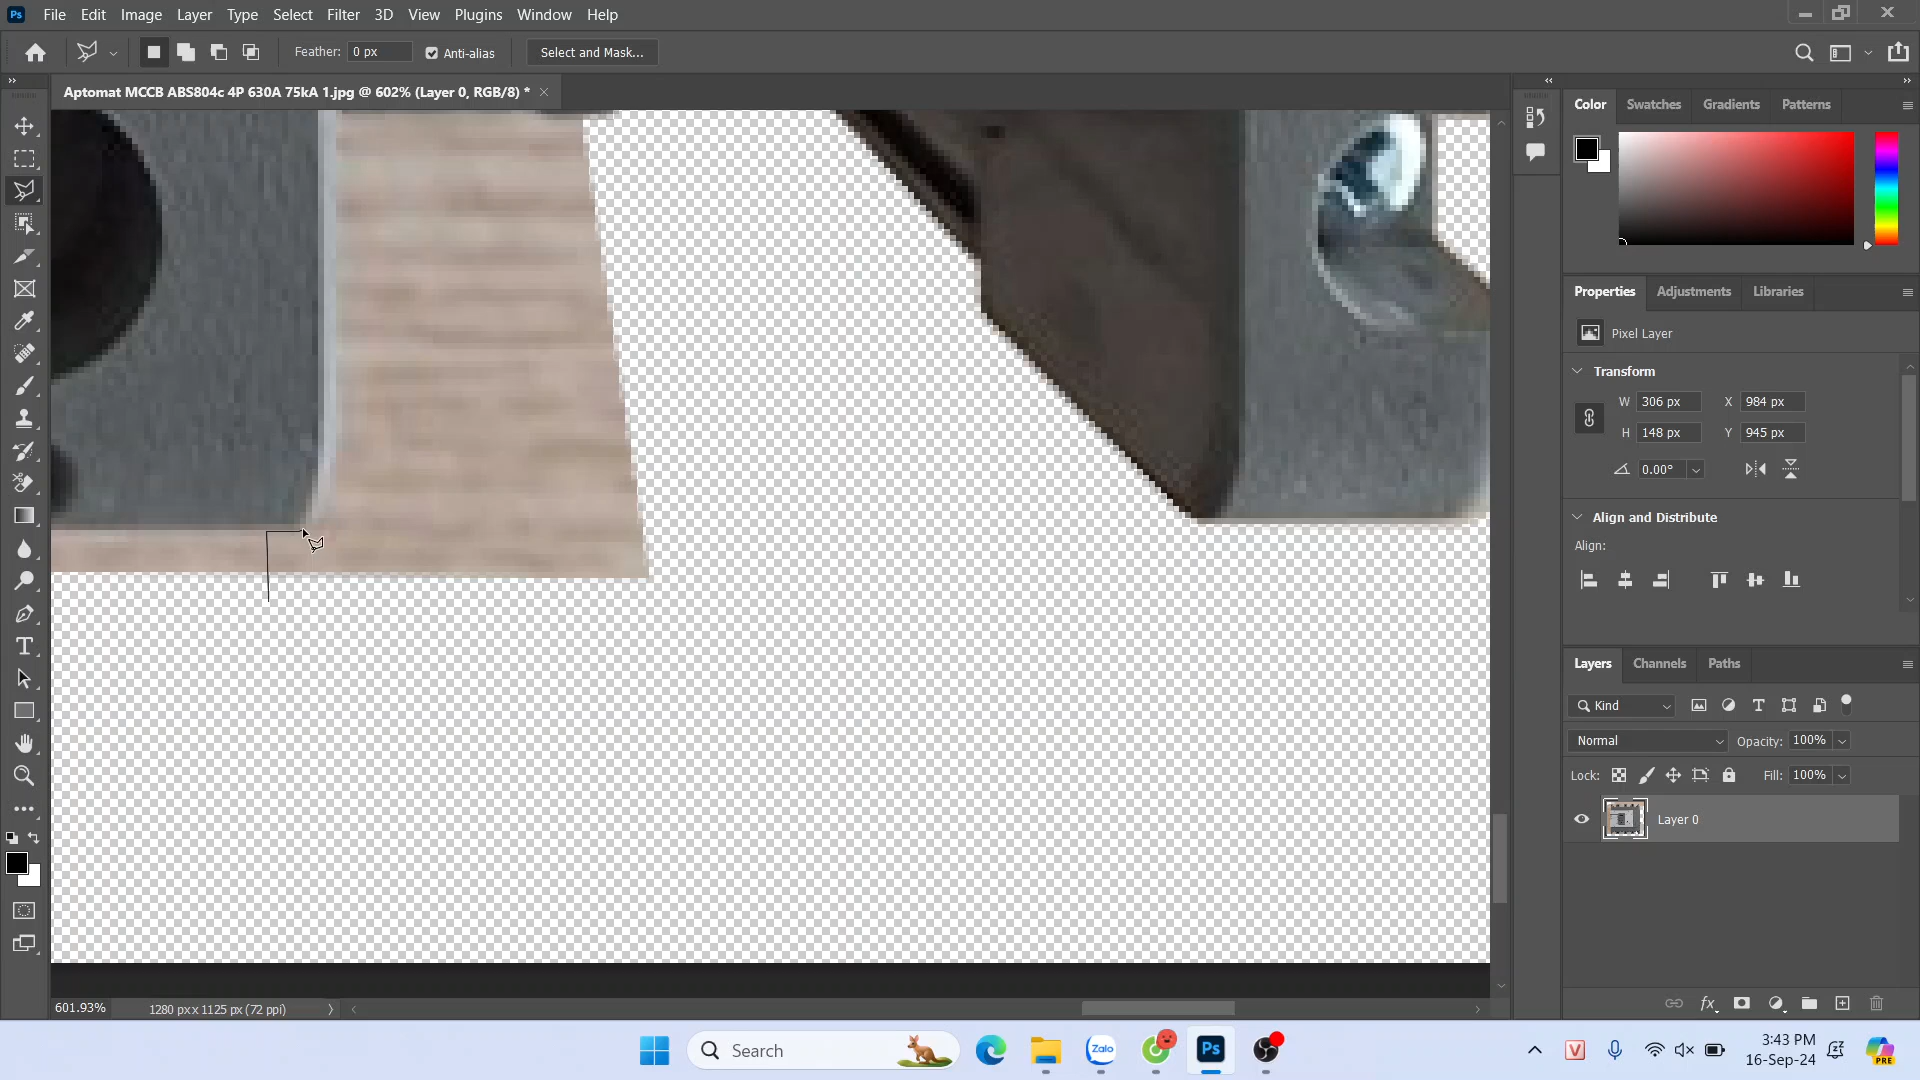 File Edit Image Layer Type Select Filter 3D View Plugins Window Help
Feather: 0 px Anti-alias Select and Mask...
Aptomat MCCB ABS804c 4P 630A 75kA 1.jpg @ 602% (Layer 0, RGB/8) *
Color Swatches Gradients Patterns
Properties Adjustments Libraries
Pixel Layer
Transform
W 306 px X 984 px
H 148 px Y 945 px
0.00°
Align and Distribute
Align:
Layers Channels Paths
Kind
Normal Opacity: 100%
Lock: Fill: 100%
Layer 0
601.93% 1280 px x 1125 px (72 ppi)
Search
Zalo
Ps
3:43 PM
16-Sep-24
PRE